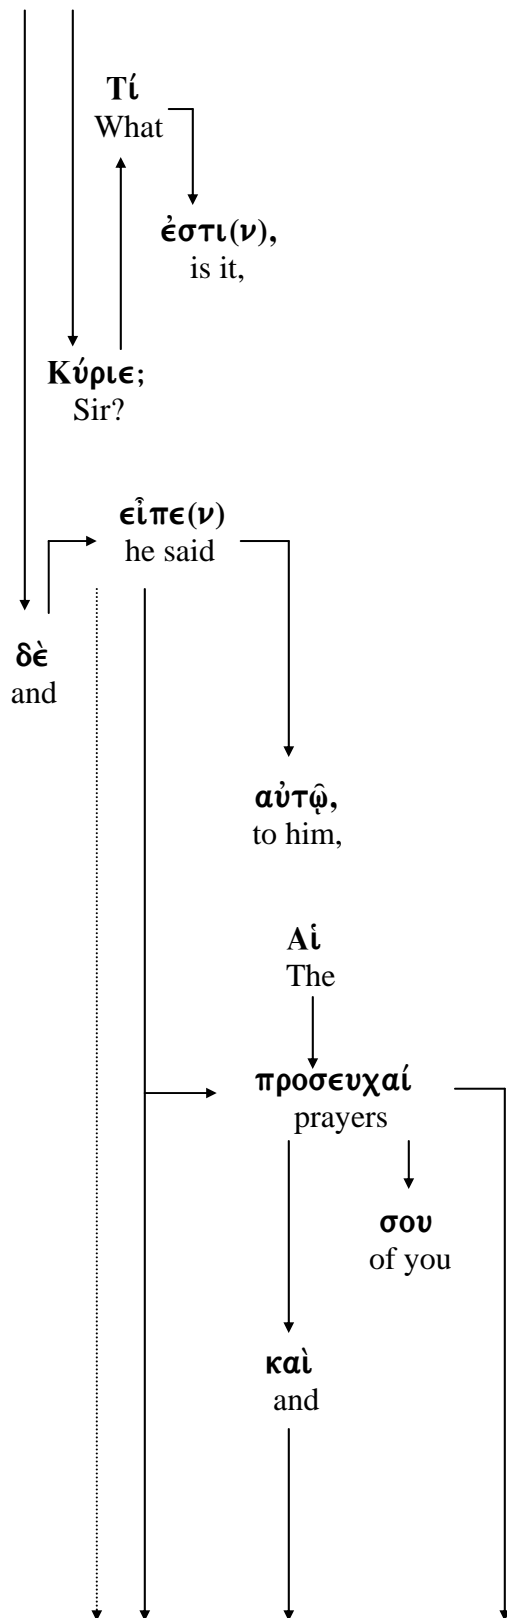 Τί
What
ἐστι(ν),
is it,
Κύριε;
Sir?
εἶπε(ν)
he said
δὲ
and
αὐτῷ,
to him,
Αἱ
The
προσευχαί
prayers
σου
of you
καὶ
and